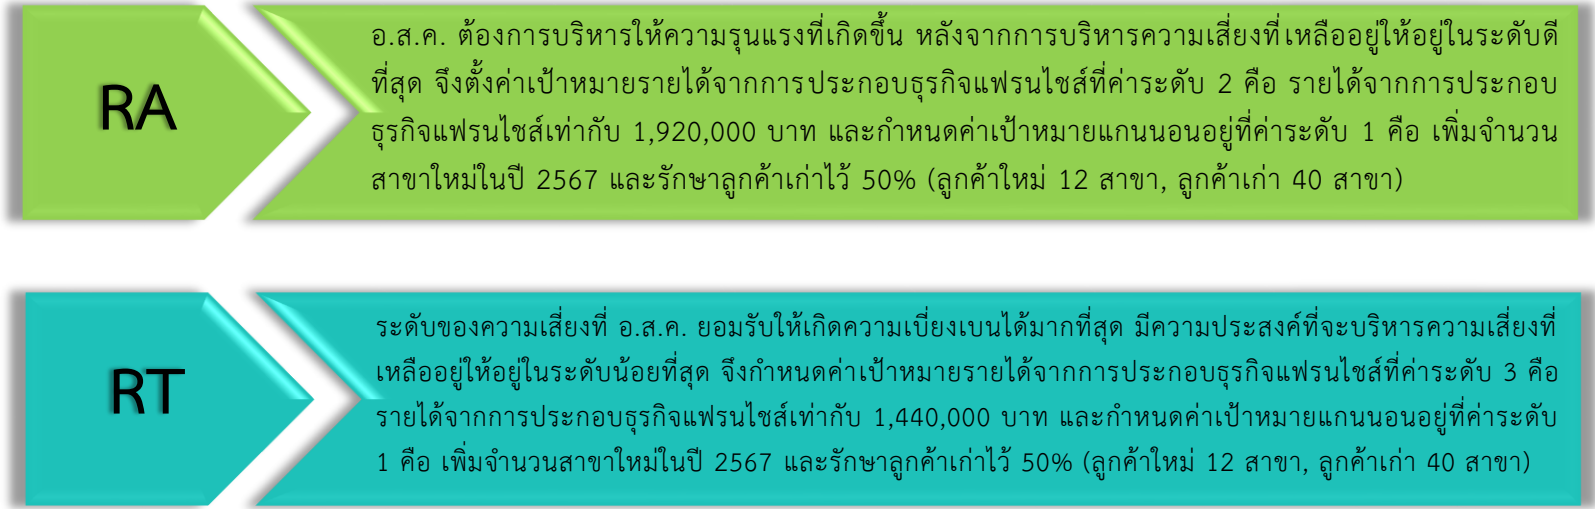 RA
อ.ส.ค. ต้องการบริหารให้ความรุนแรงที่เกิดขึ้น หลังจากการบริหารความเสี่ยงที่เหลืออยู่ให้อยู่ในระดับดี
ที่สุด จึงตั้งค่าเป้าหมายรายได้จากการประกอบธุรกิจแฟรนไชส์ที่ค่าระดับ 2 คือ รายได้จากการประกอบ
ธุรกิจแฟรนไชส์เท่ากับ 1,920,000 บาท และกำหนดค่าเป้าหมายแกนนอนอยู่ที่ค่าระดับ 1 คือ เพิ่มจำนวน
สาขาใหม่ในปี 2567 และรักษาลูกค้าเก่าไว้ 50% (ลูกค้าใหม่ 12 สาขา, ลูกค้าเก่า 40 สาขา)
RT
ระดับของความเสี่ยงที่ อ.ส.ค. ยอมรับให้เกิดความเบี่ยงเบนได้มากที่สุด มีความประสงค์ที่จะบริหารความเสี่ยงที่
เหลืออยู่ให้อยู่ในระดับน้อยที่สุด จึงกำหนดค่าเป้าหมายรายได้จากการประกอบธุรกิจแฟรนไชส์ที่ค่าระดับ 3 คือ
รายได้จากการประกอบธุรกิจแฟรนไชส์เท่ากับ 1,440,000 บาท และกำหนดค่าเป้าหมายแกนนอนอยู่ที่ค่าระดับ
1 คือ เพิ่มจำนวนสาขาใหม่ในปี 2567 และรักษาลูกค้าเก่าไว้ 50% (ลูกค้าใหม่ 12 สาขา, ลูกค้าเก่า 40 สาขา)